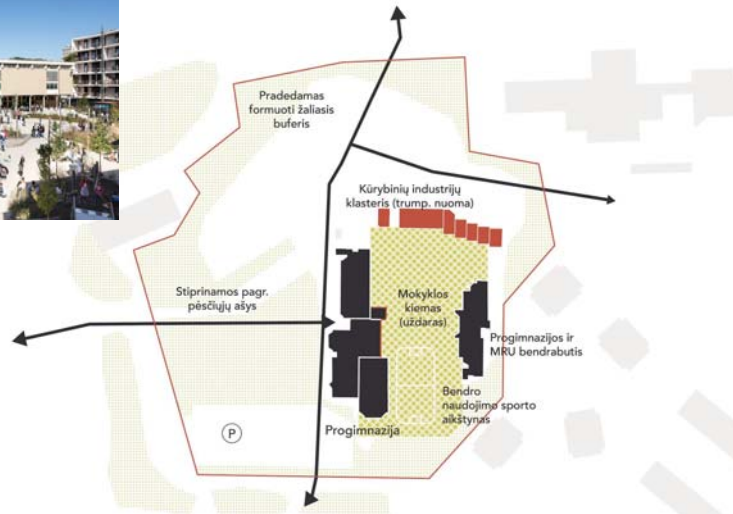 Pradedamas
formuoti žaliasis
buferis
Kūrybinių industrijų
klasteris (trump. nuoma)
Stiprinamos pagr.
pėsčiųjų ašys
Mokyklos
kiemas
(uždaras)
Progimnazijos ir
MRU bendrabutis
Bendro
naudojimo sporto
aikštynas
Progimnazija
P